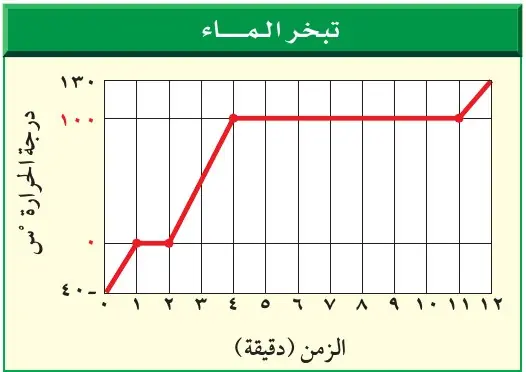 تبخر المـــاء
١٣٠
١٠٠
٠
٤٠−
درجة الحرارة °س
٠ ١ ٢ ٣ ٤ ٥ ٦ ٧ ٨ ٩ ١٠ ١١ ١٢
الزمن (دقيقة)